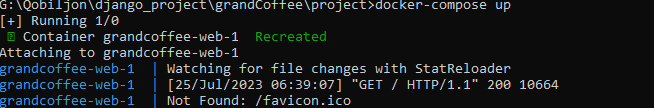 G:\Qobiljon\django_project\grandCoffee\project>docker-compose up
[+] Running 1/0
Container grandcoffee-web-1  Recreated
Attaching to grandcoffee-web-1
grandcoffee-web-1  | Watching for file changes with StatReloader
grandcoffee-web-1  | [25/Jul/2023 06:39:07] "GET / HTTP/1.1" 200 10664
grandcoffee-web-1  | Not Found: /favicon.ico